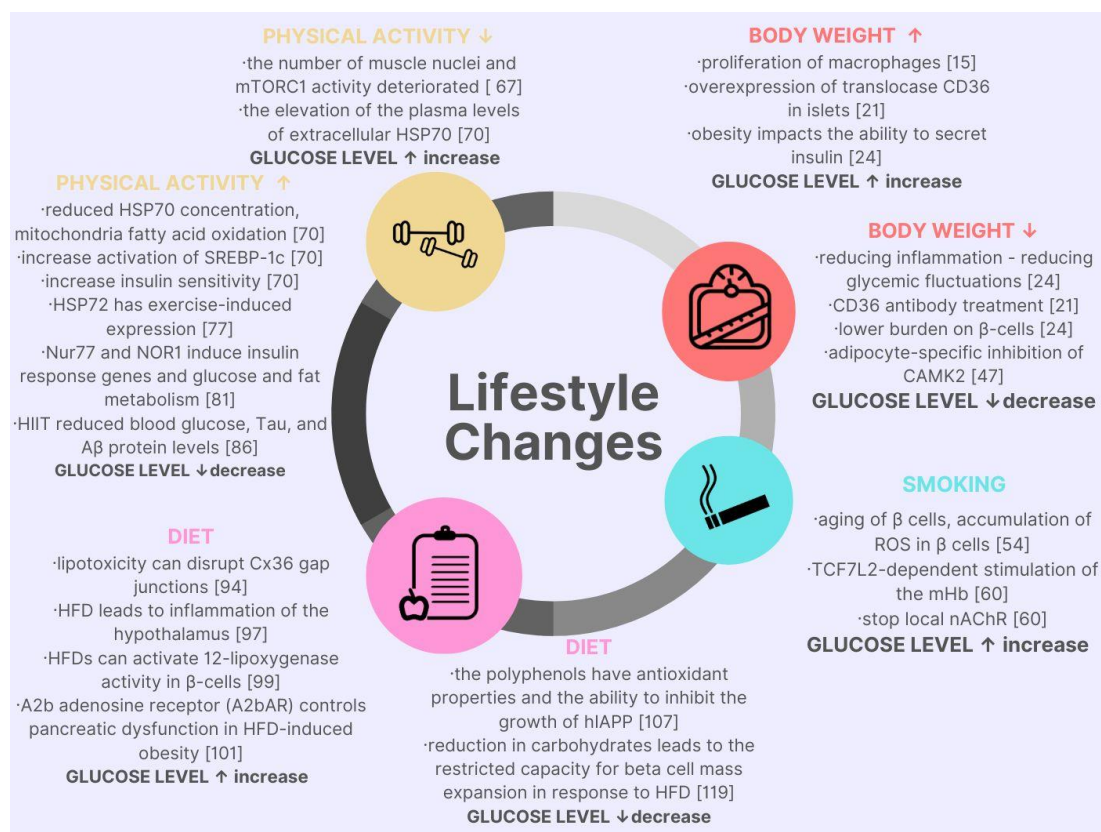 PHYSICAL ACTIVITY ↓
·the number of muscle nuclei and
mTORC1 activity deteriorated [ 67]
·the elevation of the plasma levels
of extracellular HSP70 [70]
GLUCOSE LEVEL ↑ increase
BODY WEIGHT ↑
·proliferation of macrophages [15]
·overexpression of translocase CD36
in islets [21]
·obesity impacts the ability to secret
insulin [24]
GLUCOSE LEVEL ↑ increase
PHYSICAL ACTIVITY ↑
·reduced HSP70 concentration,
mitochondria fatty acid oxidation [70]
·increase activation of SREBP-1c [70]
·increase insulin sensitivity [70]
·HSP72 has exercise-induced
expression [77]
·Nur77 and NOR1 induce insulin
response genes and glucose and fat
metabolism [81]
·HIIT reduced blood glucose, Tau, and
Aβ protein levels [86]
GLUCOSE LEVEL ↓decrease
BODY WEIGHT ↓
·reducing inflammation - reducing
glycemic fluctuations [24]
·CD36 antibody treatment [21]
·lower burden on β-cells [24]
·adipocyte-specific inhibition of
CAMK2 [47]
GLUCOSE LEVEL ↓decrease
Lifestyle
Changes
SMOKING
·aging of β cells, accumulation of
ROS in β cells [54]
·TCF7L2-dependent stimulation of
the mHb [60]
·stop local nAChR [60]
GLUCOSE LEVEL ↑ increase
DIET
·lipotoxicity can disrupt Cx36 gap
junctions [94]
·HFD leads to inflammation of the
hypothalamus [97]
·HFDs can activate 12-lipoxygenase
activity in β-cells [99]
·A2b adenosine receptor (A2bAR) controls
pancreatic dysfunction in HFD-induced
obesity [101]
GLUCOSE LEVEL ↑ increase
DIET
·the polyphenols have antioxidant
properties and the ability to inhibit the
growth of hIAPP [107]
·reduction in carbohydrates leads to the
restricted capacity for beta cell mass
expansion in response to HFD [119]
GLUCOSE LEVEL ↓decrease